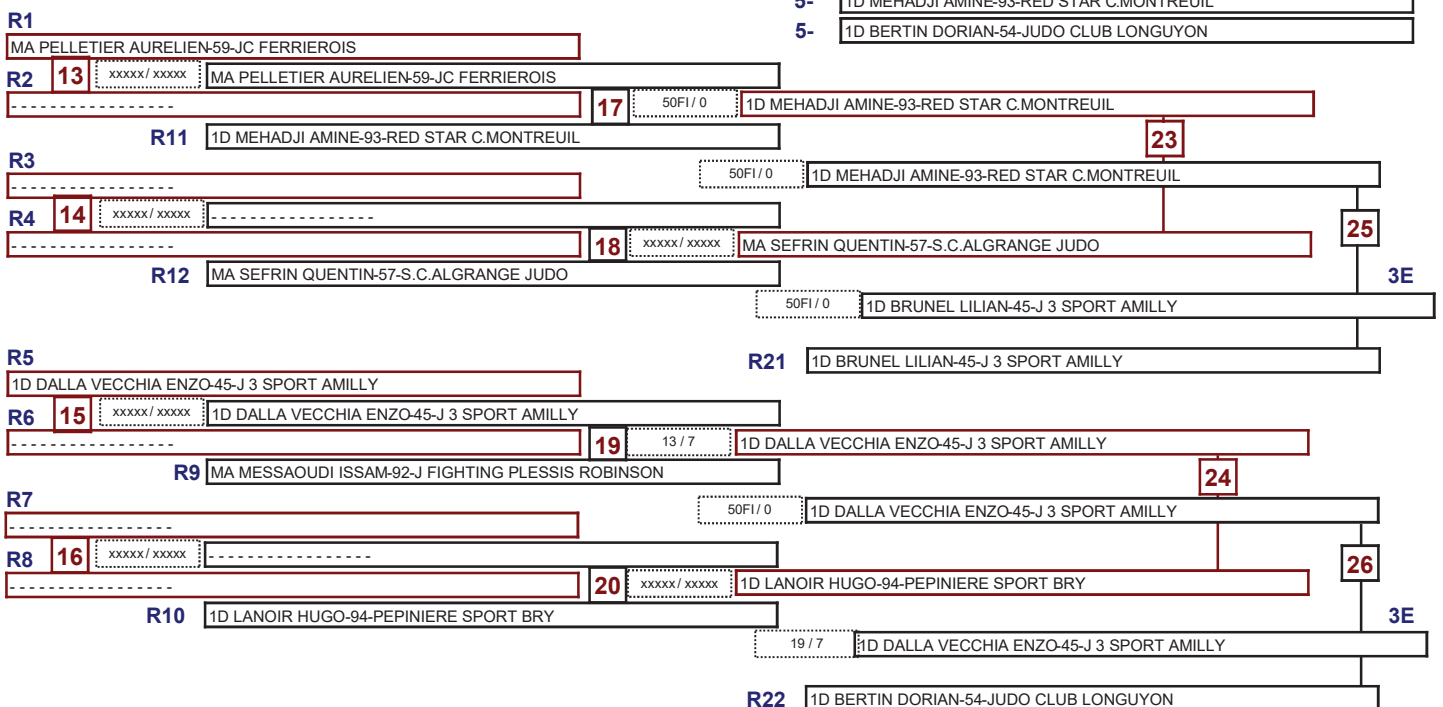 5- 1D MEHADJI AMINE-93-RED STAR C.MONTREUIL
R1
5- 1D BERTIN DORIAN-54-JUDO CLUB LONGUYON
MA PELLETIER AURELIEN-59-JC FERRIEROIS
R2 13 xxxxx / xxxxx MA PELLETIER AURELIEN-59-JC FERRIEROIS
- - - - - - - - - - - - - - - - 17 50FI / 0 1D MEHADJI AMINE-93-RED STAR C.MONTREUIL
R11 1D MEHADJI AMINE-93-RED STAR C.MONTREUIL 23
R3
- - - - - - - - - - - - - - - - 50FI / 0 1D MEHADJI AMINE-93-RED STAR C.MONTREUIL
R4 14 xxxxx / xxxxx - - - - - - - - - - - - - - - - 25
- - - - - - - - - - - - - - - - 18 xxxxx / xxxxx MA SEFRIN QUENTIN-57-S.C.ALGRANGE JUDO
R12 MA SEFRIN QUENTIN-57-S.C.ALGRANGE JUDO 3E
50FI / 0 1D BRUNEL LILIAN-45-J 3 SPORT AMILLY
R5 R21 1D BRUNEL LILIAN-45-J 3 SPORT AMILLY
1D DALLA VECCHIA ENZO-45-J 3 SPORT AMILLY
R6 15 xxxxx / xxxxx 1D DALLA VECCHIA ENZO-45-J 3 SPORT AMILLY
- - - - - - - - - - - - - - - - 19 13 / 7 1D DALLA VECCHIA ENZO-45-J 3 SPORT AMILLY
R9 MA MESSAOUDI ISSAM-92-J FIGHTING PLESSIS ROBINSON 24
R7
- - - - - - - - - - - - - - - - 50FI / 0 1D DALLA VECCHIA ENZO-45-J 3 SPORT AMILLY
R8 16 xxxxx / xxxxx - - - - - - - - - - - - - - - - 26
- - - - - - - - - - - - - - - - 20 xxxxx / xxxxx 1D LANOIR HUGO-94-PEPINIERE SPORT BRY
R10 1D LANOIR HUGO-94-PEPINIERE SPORT BRY 3E
19 / 7 1D DALLA VECCHIA ENZO-45-J 3 SPORT AMILLY
R22 1D BERTIN DORIAN-54-JUDO CLUB LONGUYON